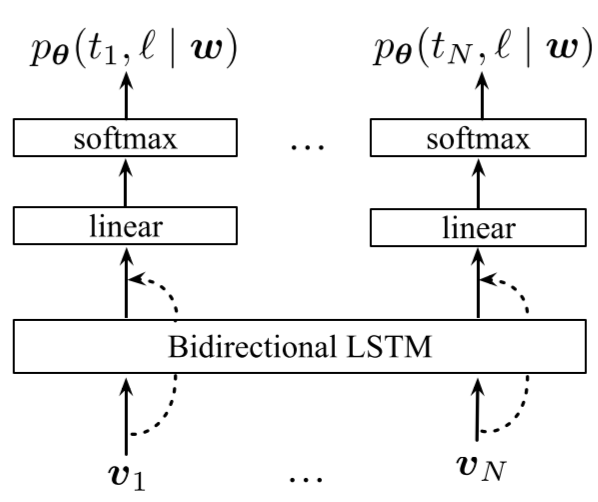 p_θ(t_1, ℓ | w) p_θ(t_N, ℓ | w)
softmax ... softmax
linear linear
Bidirectional LSTM
v_1 ... v_N